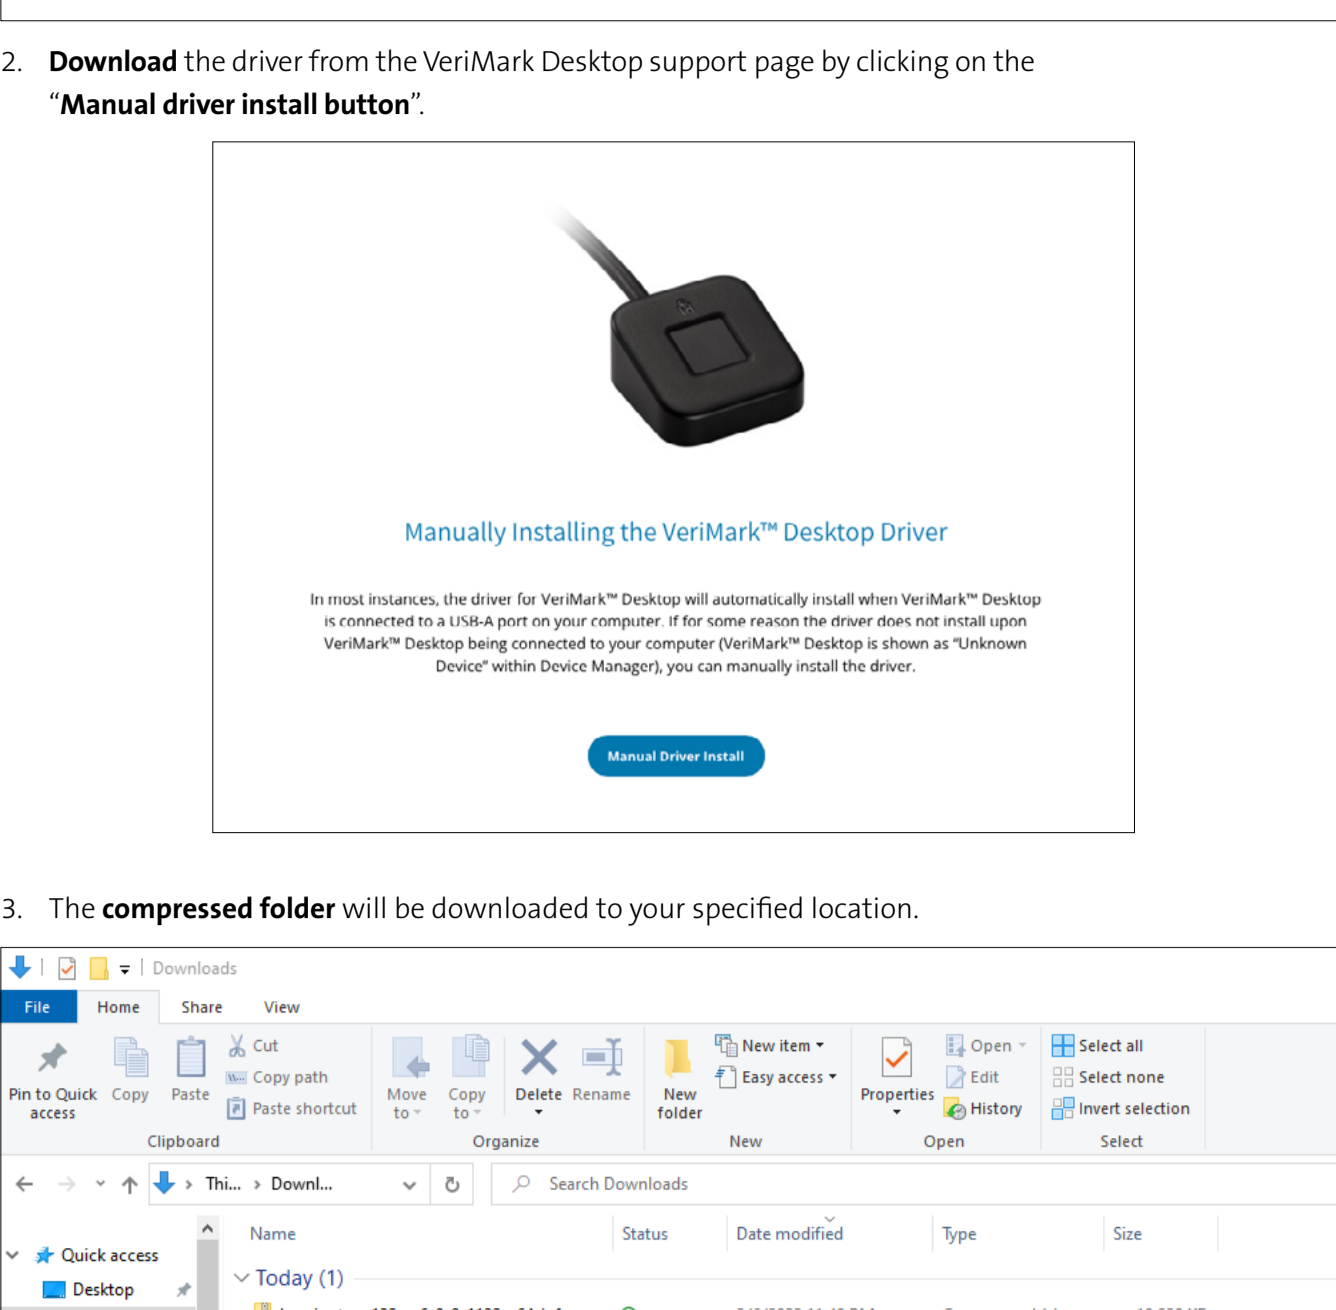 2. Download the driver from the VeriMark Desktop support page by clicking on the
“Manual driver install button”.
Manually Installing the VeriMark™ Desktop Driver
In most instances, the driver for VeriMark™ Desktop will automatically install when VeriMark™ Desktop
is connected to a USB-A port on your computer. If for some reason the driver does not install upon
VeriMark™ Desktop being connected to your computer (VeriMark™ Desktop is shown as “Unknown
Device” within Device Manager), you can manually install the driver.
Manual Driver Install
3. The compressed folder will be downloaded to your specified location.
Downloads
File Home Share View
Pin to Quick access
Copy
Paste
Cut
Copy path
Paste shortcut
Move to
Copy to
Delete
Rename
New folder
New item
Easy access
Properties
Open
Edit
History
Select all
Select none
Invert selection
Clipboard Organize New Open Select
Thi... > Downl...
Search Downloads
Name Status Date modified Type Size
Quick access
Today (1)
Desktop